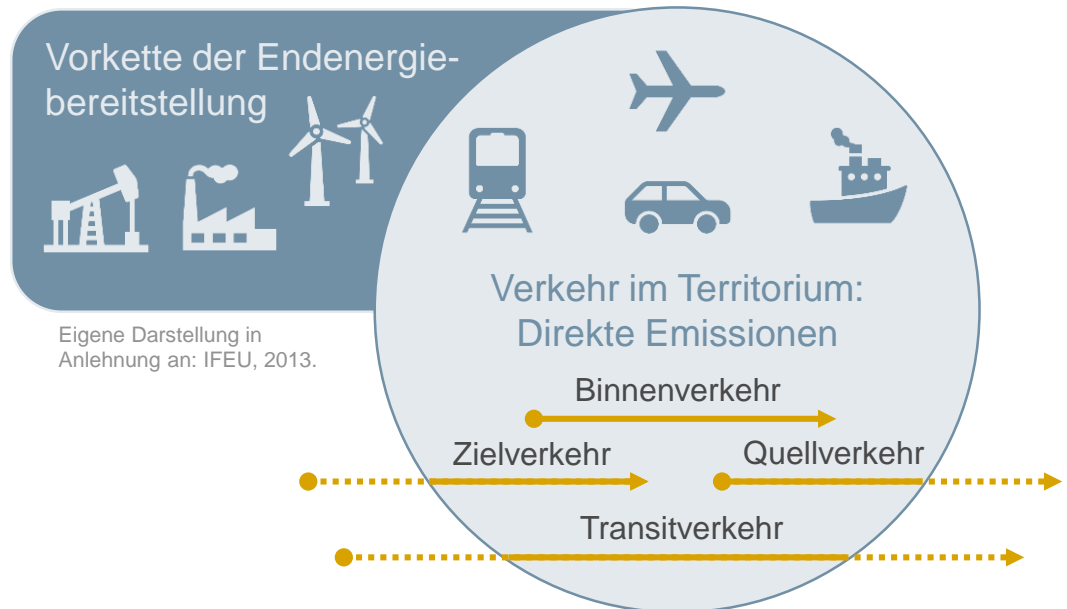 Vorkette der Endenergie-
bereitstellung
Eigene Darstellung in
Anlehnung an: IFEU, 2013.
Verkehr im Territorium:
Direkte Emissionen
Binnenverkehr
Zielverkehr
Quellverkehr
Transitverkehr